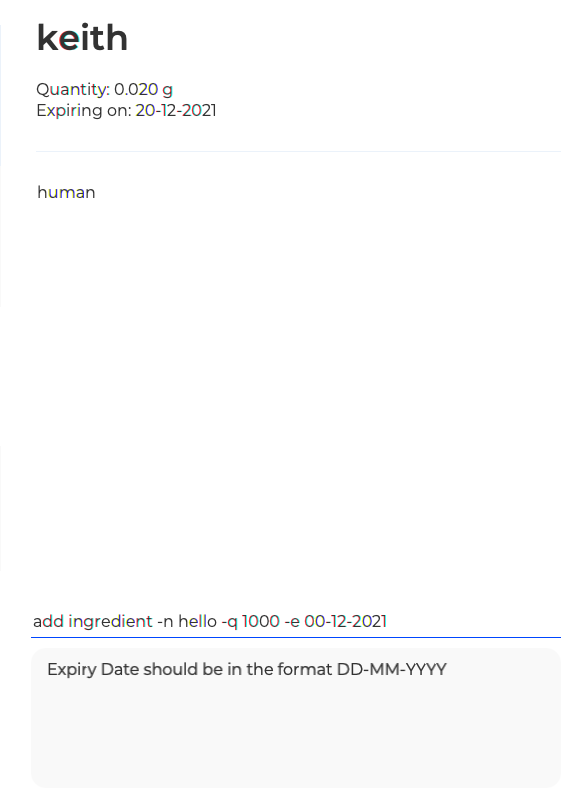 keith
Quantity: 0.020 g
Expiring on: 20-12-2021
human
add ingredient -n hello -q 1000 -e 00-12-2021
Expiry Date should be in the format DD-MM-YYYY